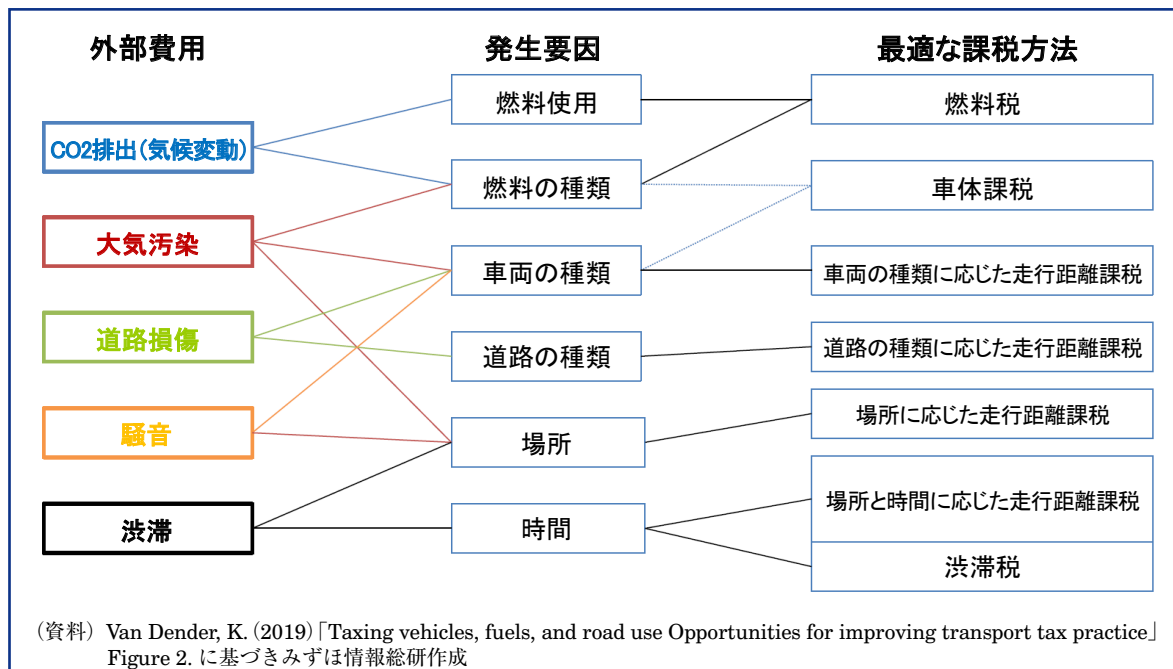 外部費用
発生要因
最適な課税方法
CO2排出(気候変動)
大気汚染
道路損傷
騒音
渋滞
燃料使用
燃料の種類
車両の種類
道路の種類
場所
時間
燃料税
車体課税
車両の種類に応じた走行距離課税
道路の種類に応じた走行距離課税
場所に応じた走行距離課税
場所と時間に応じた走行距離課税
渋滞税
(資料) Van Dender, K. (2019)「Taxing vehicles, fuels, and road use Opportunities for improving transport tax practice」
Figure 2. に基づきみずほ情報総研作成